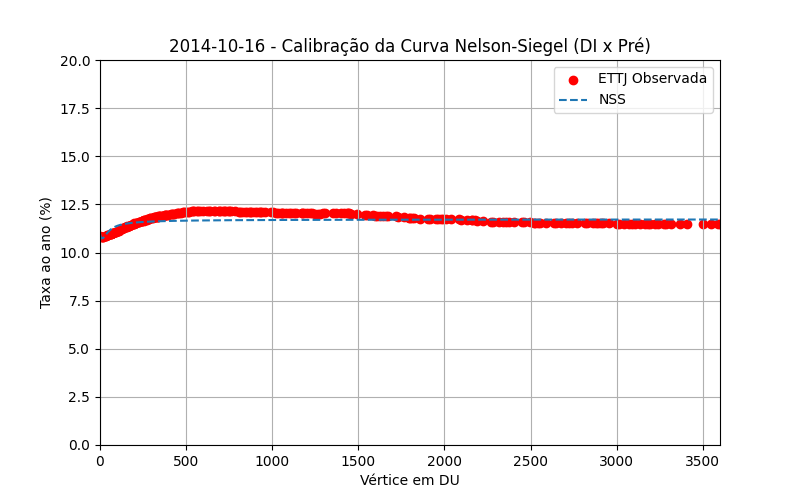 2014-10-16 - Calibração da Curva Nelson-Siegel (DI x Pré)
ETTJ Observada
NSS
Taxa ao ano (%)
20.0
17.5
15.0
12.5
10.0
7.5
5.0
2.5
0.0
0 500 1000 1500 2000 2500 3000 3500
Vértice em DU